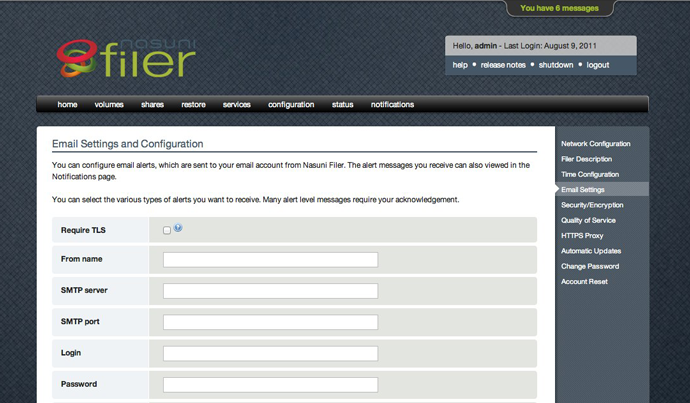 You have 6 messages
nasuni
filer
Hello, admin - Last Login: August 9, 2011
help • release notes • shutdown • logout
home volumes shares restore services configuration status notifications
Email Settings and Configuration
You can configure email alerts, which are sent to your email account from Nasuni Filer. The alert messages you receive can also viewed in the
Notifications page.
You can select the various types of alerts you want to receive. Many alert level messages require your acknowledgement.
Require TLS
From name
SMTP server
SMTP port
Login
Password
Network Configuration
Filer Description
Time Configuration
Email Settings
Security/Encryption
Quality of Service
HTTPS Proxy
Automatic Updates
Change Password
Account Reset